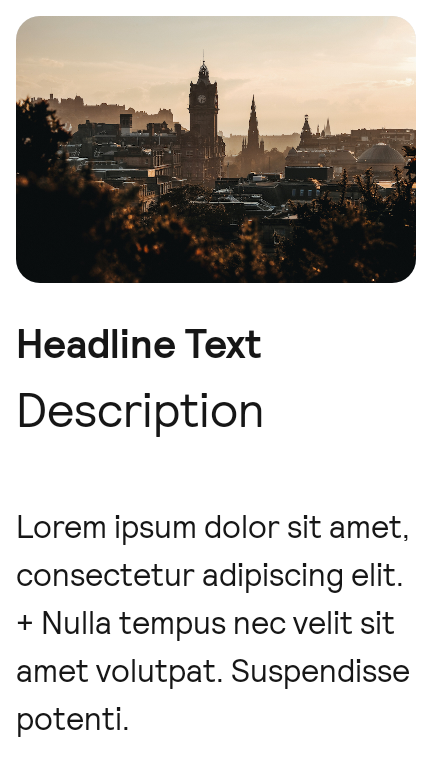 Headline Text
Description
Lorem ipsum dolor sit amet,
consectetur adipiscing elit.
+ Nulla tempus nec velit sit
amet volutpat. Suspendisse
potenti.